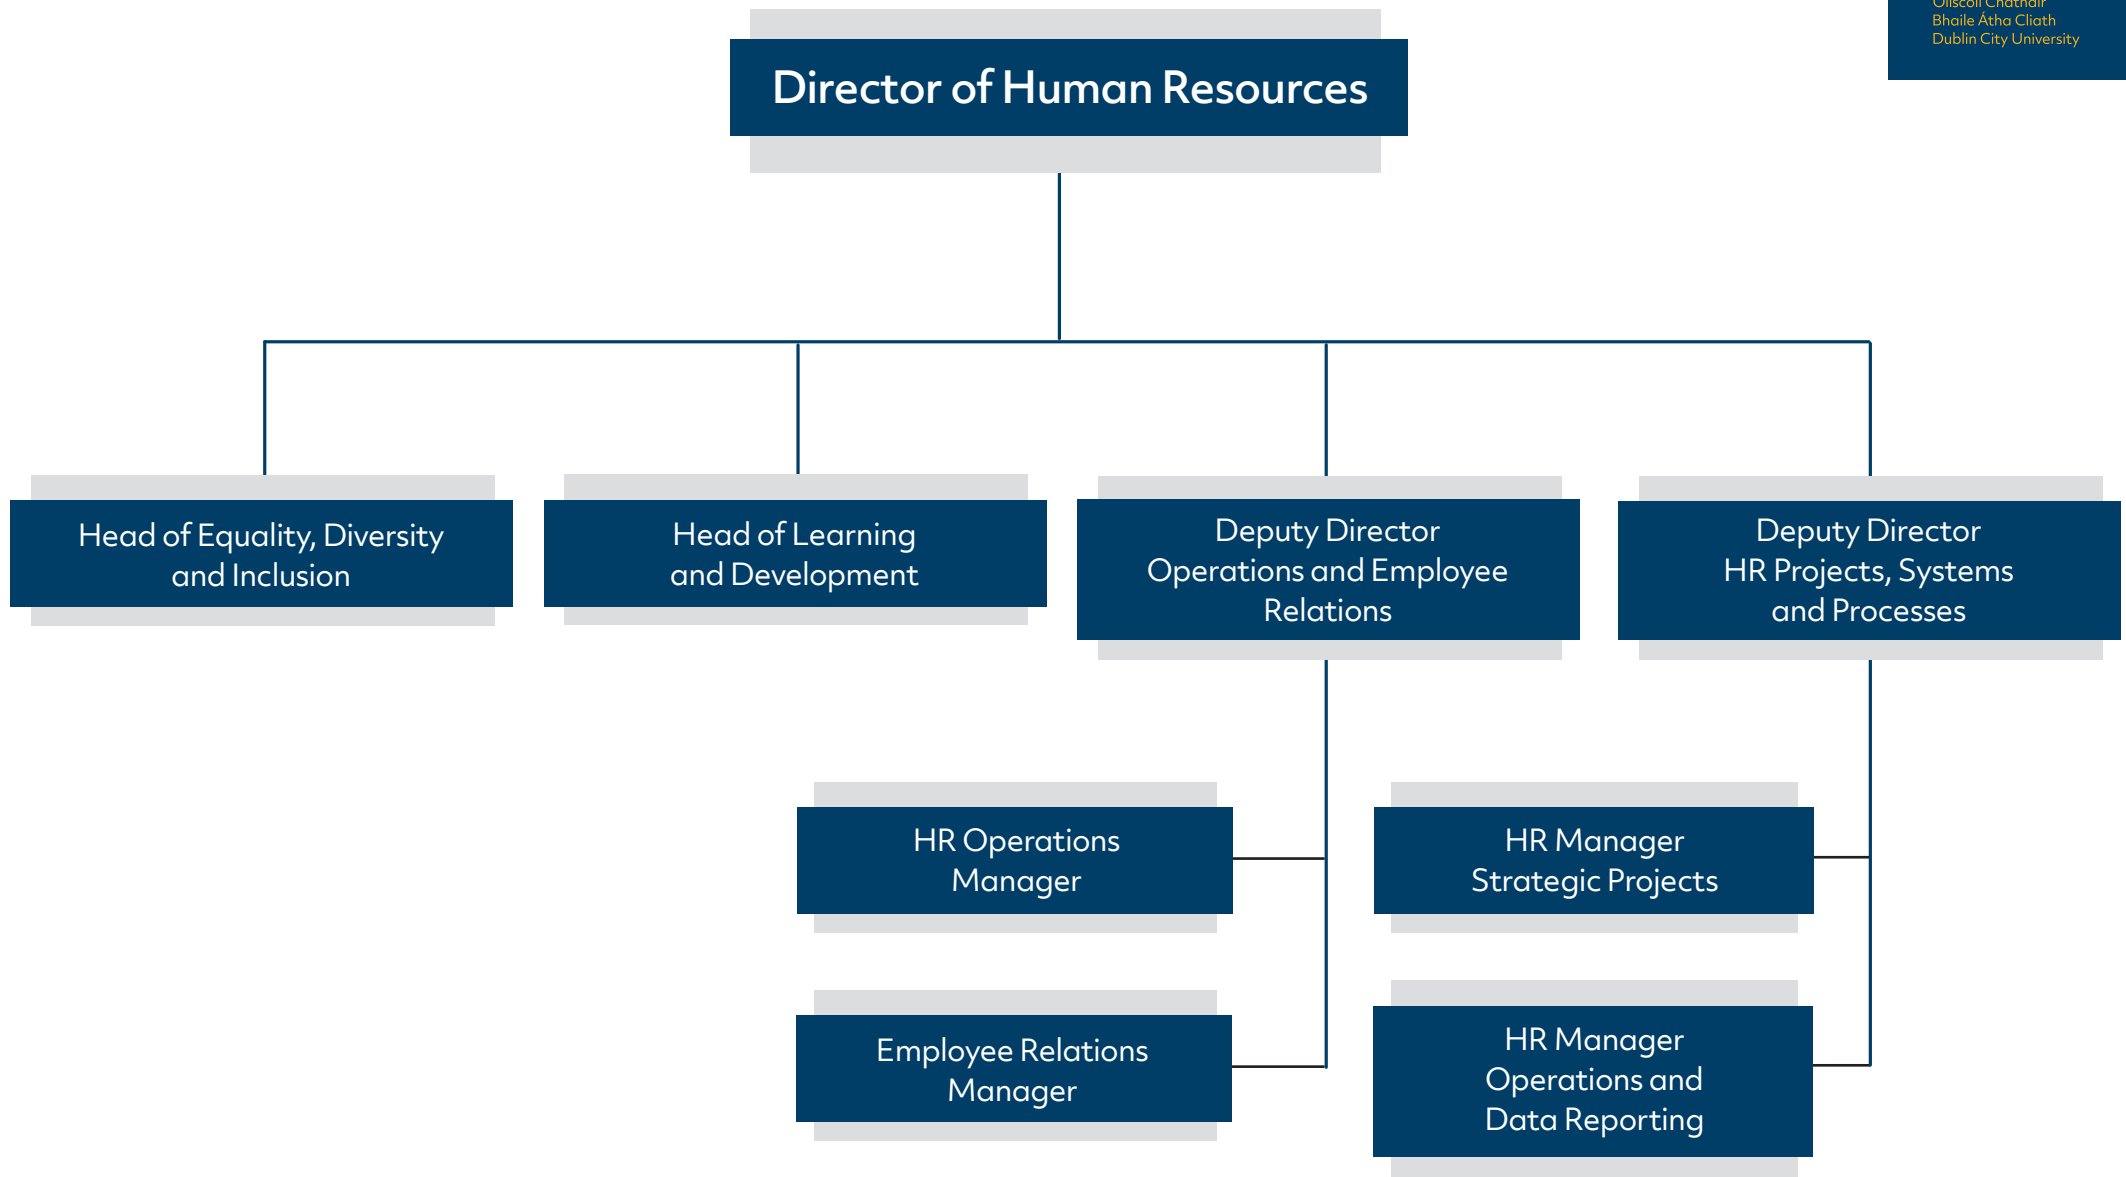 Ollscoil Chathair
Bhaile Átha Cliath
Dublin City University
Director of Human Resources
Head of Equality, Diversity
and Inclusion
Head of Learning
and Development
Deputy Director
Operations and Employee
Relations
Deputy Director
HR Projects, Systems
and Processes
HR Operations
Manager
HR Manager
Strategic Projects
Employee Relations
Manager
HR Manager
Operations and
Data Reporting